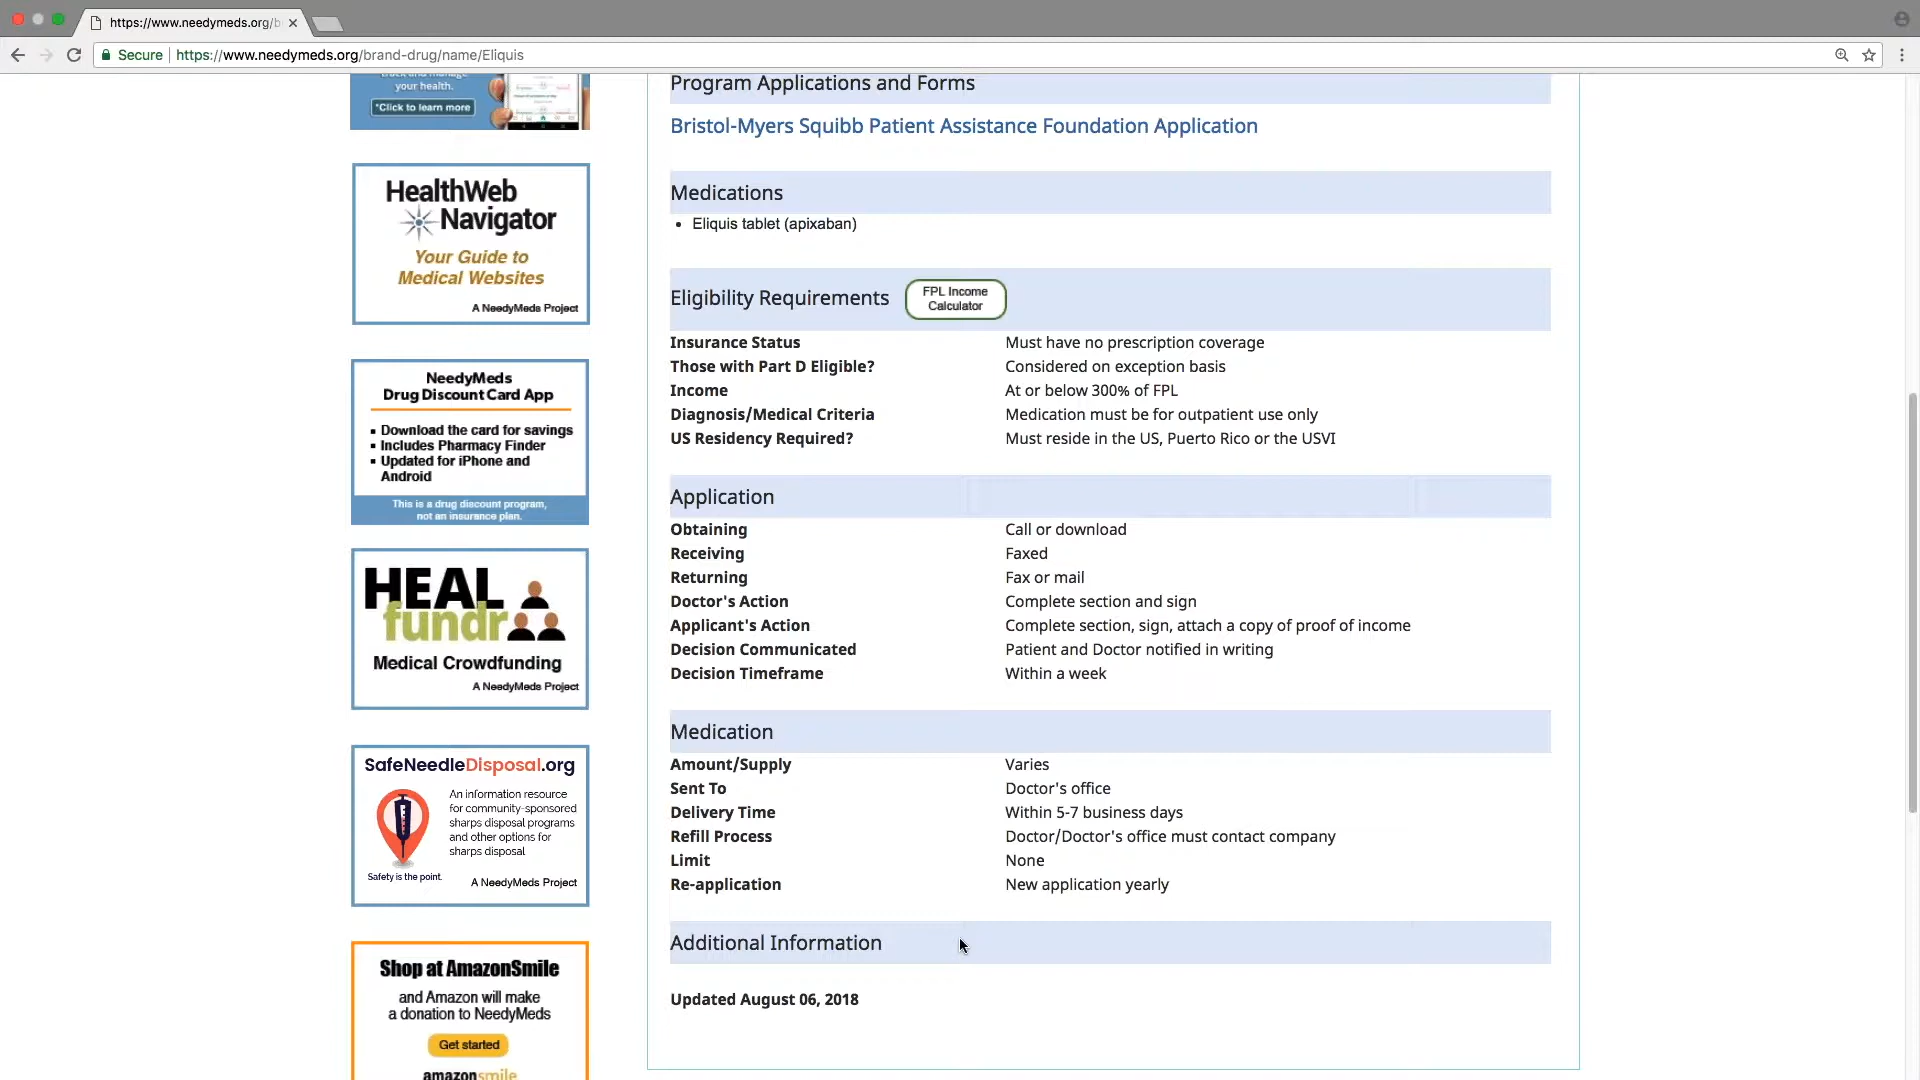 https://www.needymeds.org/b
Secure | https://www.needymeds.org/brand-drug/name/Eliquis
your health.
*Click to learn more
HealthWeb
Navigator
Your Guide to
Medical Websites
A NeedyMeds Project
NeedyMeds
Drug Discount Card App
▪ Download the card for savings
▪ Includes Pharmacy Finder
▪ Updated for iPhone and
Android
This is a drug discount program,
not an insurance plan.
HEAL
fundr
Medical Crowdfunding
A NeedyMeds Project
SafeNeedleDisposal.org
An information resource
for community-sponsored
sharps disposal programs
and other options for
sharps disposal
Safety is the point.
A NeedyMeds Project
Shop at AmazonSmile
and Amazon will make
a donation to NeedyMeds
Get started
amazonsmile
Program Applications and Forms
Bristol-Myers Squibb Patient Assistance Foundation Application
Medications
• Eliquis tablet (apixaban)
Eligibility Requirements
FPL Income
Calculator
Insurance Status Must have no prescription coverage
Those with Part D Eligible? Considered on exception basis
Income At or below 300% of FPL
Diagnosis/Medical Criteria Medication must be for outpatient use only
US Residency Required? Must reside in the US, Puerto Rico or the USVI
Application
Obtaining Call or download
Receiving Faxed
Returning Fax or mail
Doctor's Action Complete section and sign
Applicant's Action Complete section, sign, attach a copy of proof of income
Decision Communicated Patient and Doctor notified in writing
Decision Timeframe Within a week
Medication
Amount/Supply Varies
Sent To Doctor's office
Delivery Time Within 5-7 business days
Refill Process Doctor/Doctor's office must contact company
Limit None
Re-application New application yearly
Additional Information
Updated August 06, 2018